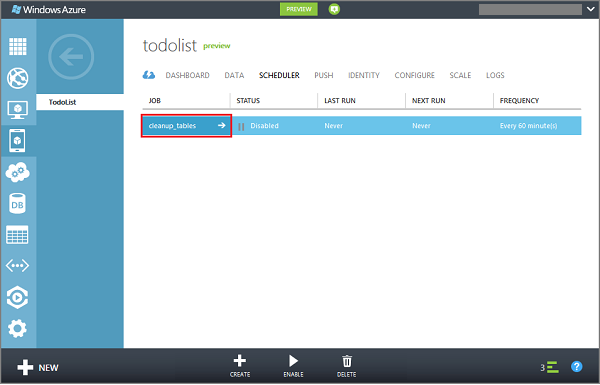 Windows Azure PREVIEW
todolist preview
DASHBOARD DATA SCHEDULER PUSH IDENTITY CONFIGURE SCALE LOGS
TodoList
JOB STATUS LAST RUN NEXT RUN FREQUENCY
cleanup_tables Disabled Never Never Every 60 minute(s)
DB
NEW CREATE ENABLE DELETE 3 ?